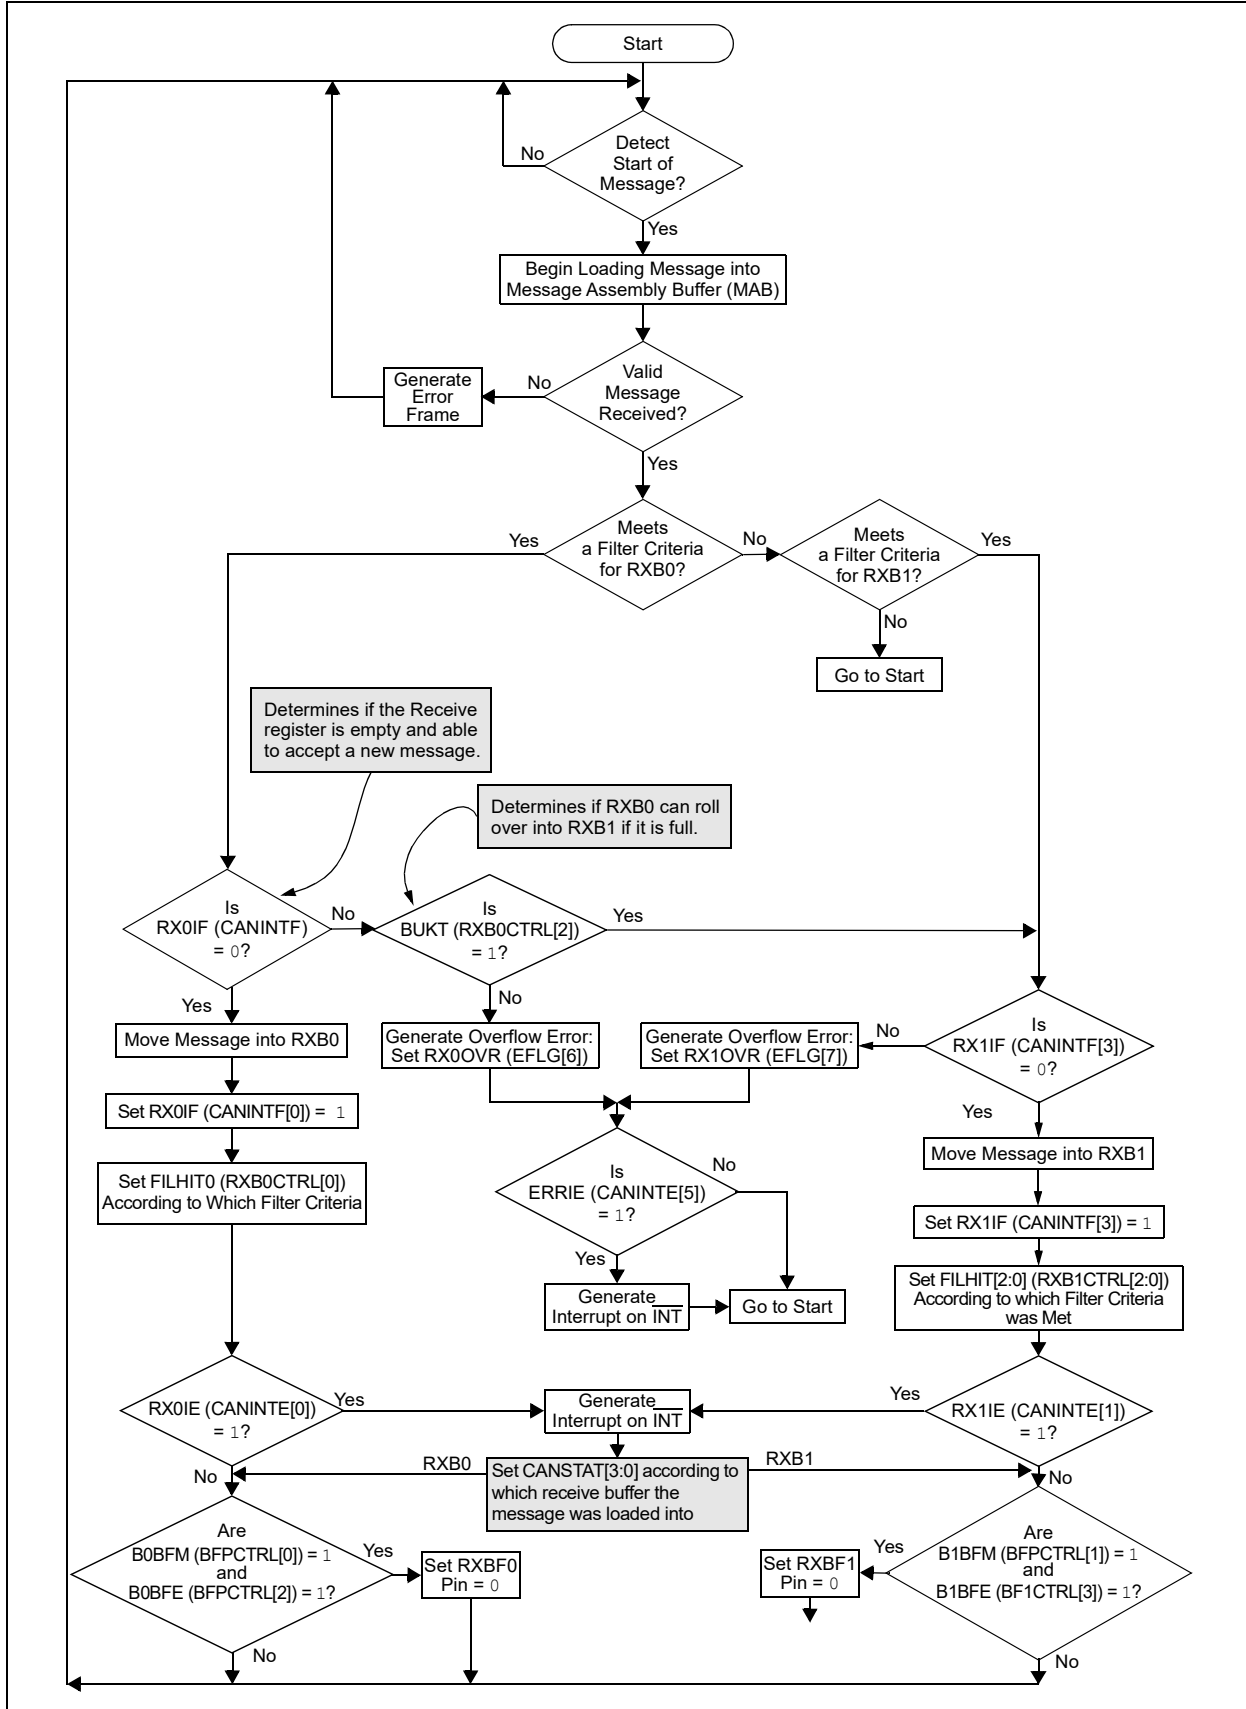 Start
Detect
Start of
Message?
No
Yes
Begin Loading Message into
Message Assembly Buffer (MAB)
Valid
Message
Received?
No
Generate
Error
Frame
Yes
Meets
a Filter Criteria
for RXB0?
Yes
No
Meets
a Filter Criteria
for RXB1?
Yes
No
Go to Start
Determines if the Receive
register is empty and able
to accept a new message.
Determines if RXB0 can roll
over into RXB1 if it is full.
Is
RX0IF (CANINTF)
= 0?
No
Is
BUKT (RXB0CTRL[2])
= 1?
Yes
Yes
No
Move Message into RXB0
Generate Overflow Error:
Set RX0OVR (EFLG[6])
Generate Overflow Error:
Set RX1OVR (EFLG[7])
No
Is
RX1IF (CANINTF[3])
= 0?
Yes
Set RX0IF (CANINTF[0]) = 1
Move Message into RXB1
Set FILHIT0 (RXB0CTRL[0])
According to Which Filter Criteria
Is
ERRIE (CANINTE[5])
= 1?
No
Yes
Set RX1IF (CANINTF[3]) = 1
Generate
Interrupt on INT
Go to Start
Set FILHIT[2:0] (RXB1CTRL[2:0])
According to which Filter Criteria
was Met
RX0IE (CANINTE[0])
= 1?
Yes
Generate
Interrupt on INT
Yes
RX1IE (CANINTE[1])
= 1?
No
RXB0
Set CANSTAT[3:0] according to
which receive buffer the
message was loaded into
RXB1
No
Are
B0BFM (BFPCTRL[0]) = 1
and
B0BFE (BFPCTRL[2]) = 1?
Yes
Set RXBF0
Pin = 0
Set RXBF1
Pin = 0
Yes
Are
B1BFM (BFPCTRL[1]) = 1
and
B1BFE (BF1CTRL[3]) = 1?
No
No